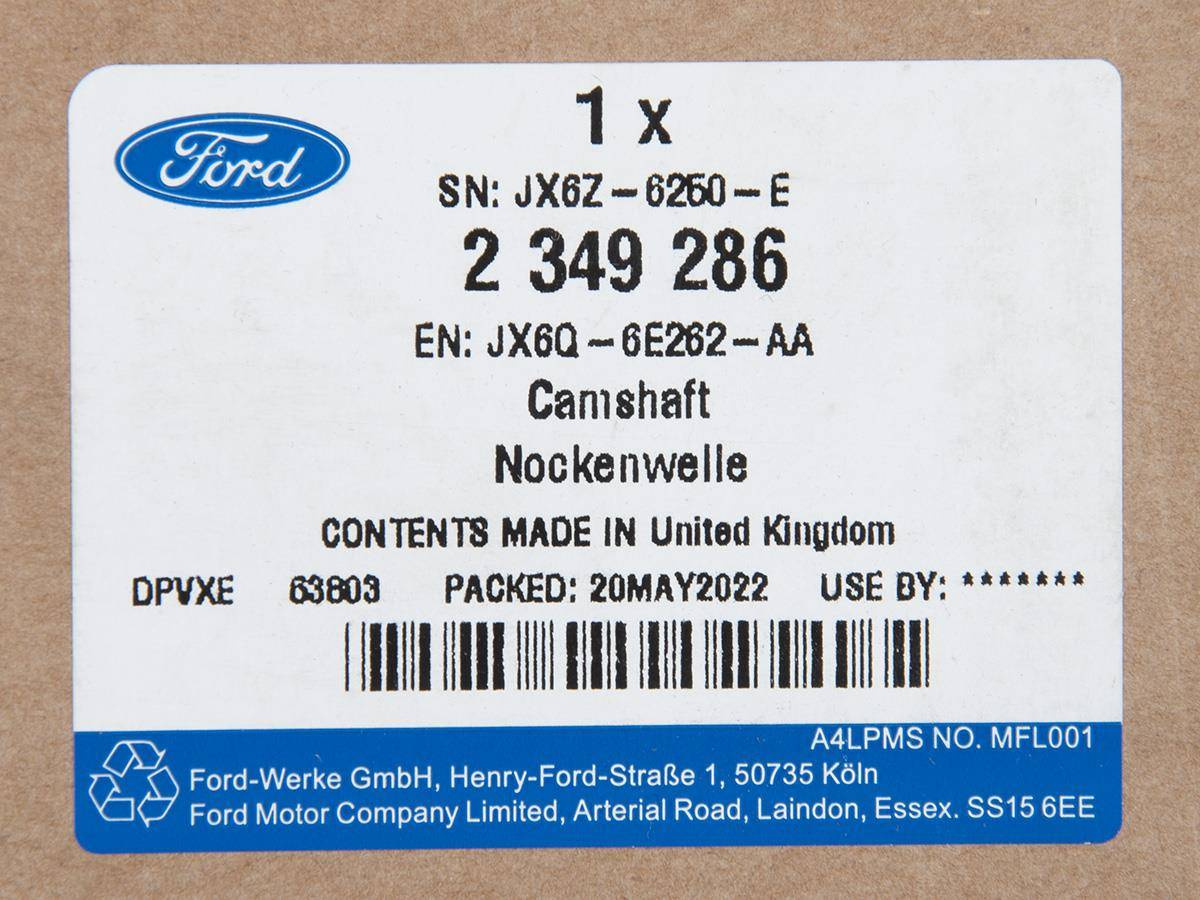 Ford
1 x
SN: JX6Z-6250-E
2 349 286
EN: JX6Q-6E262-AA
Camshaft
Nockenwelle
CONTENTS MADE IN United Kingdom
DPVXE 63803 PACKED: 20MAY2022 USE BY: *******
A4LPMS NO. MFL001
Ford-Werke GmbH, Henry-Ford-Straße 1, 50735 Köln
Ford Motor Company Limited, Arterial Road, Laindon, Essex. SS15 6EE